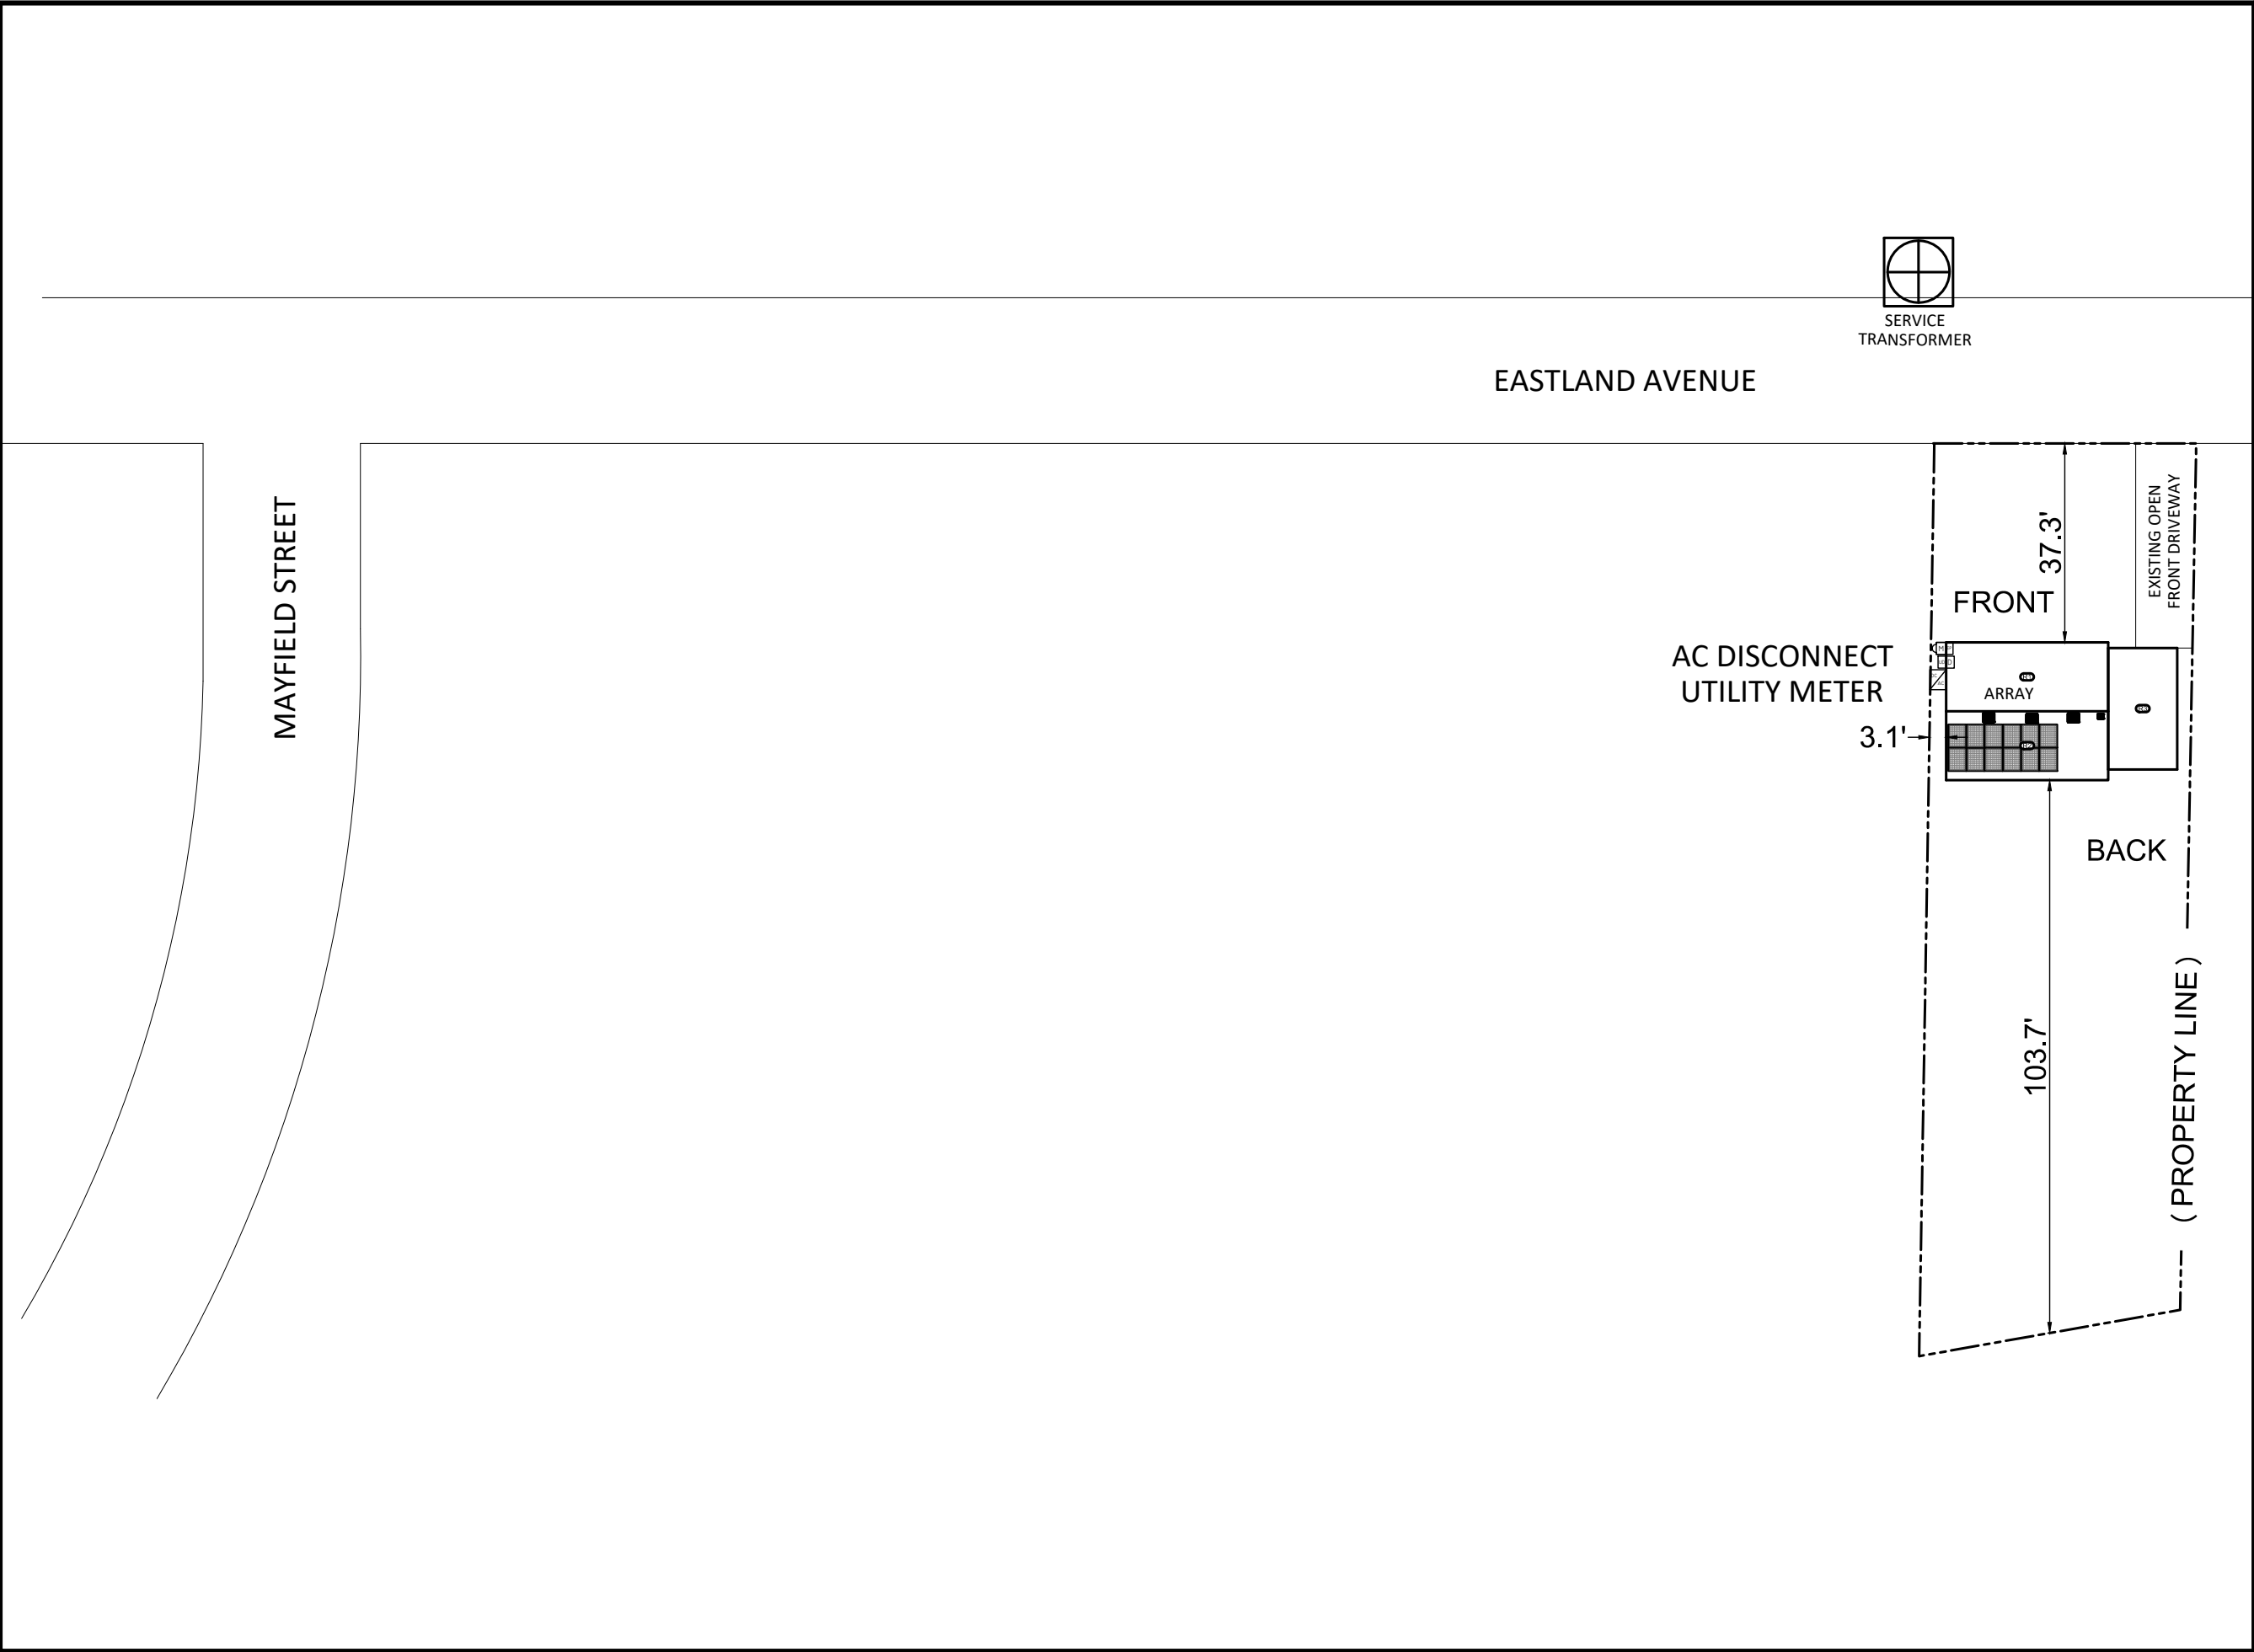 SERVICE
TRANSFORMER
EASTLAND AVENUE
MAYFIELD STREET
EXISTING OPEN
FRONT DRIVEWAY
37.3'
FRONT
AC DISCONNECT
UTILITY METER
M
ARRAY
3.1'
BACK
103.7'
( PROPERTY LINE )